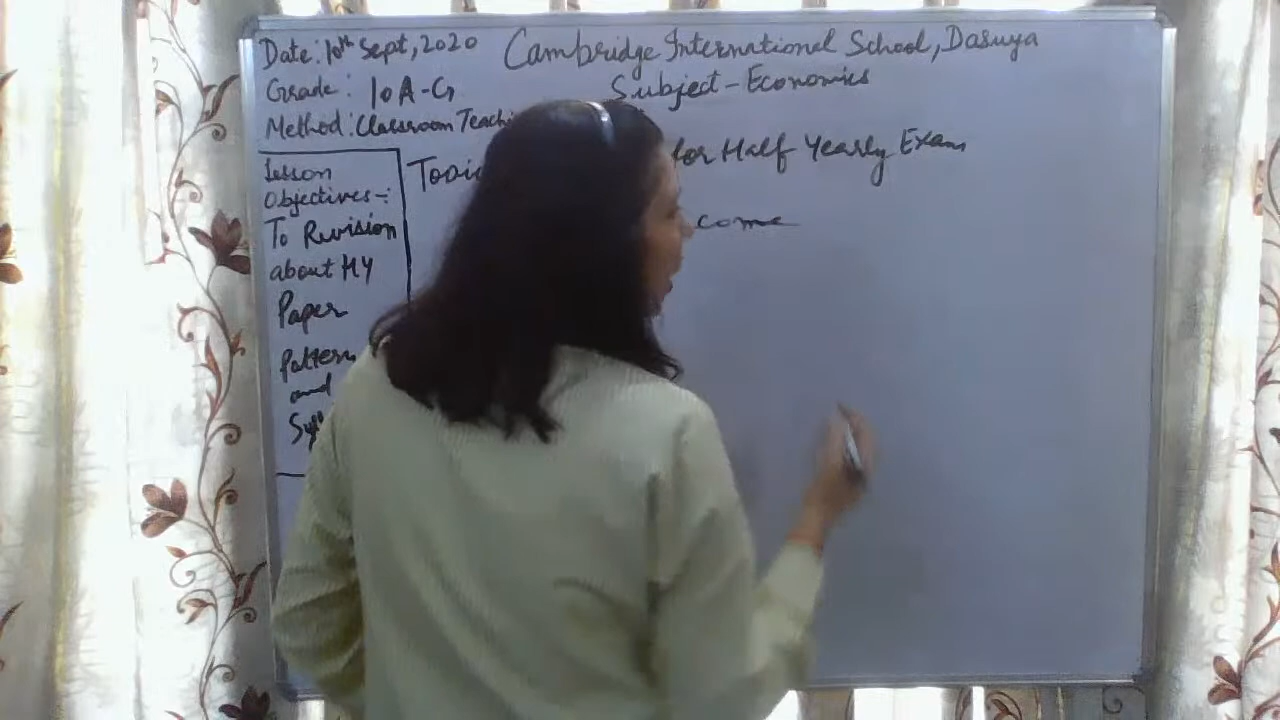 Date: 10th Sept, 2020
Cambridge International School, Dasuya
Grade: 10 A-G
Subject - Economics
Method: Classroom
for Half Yearly Exam
Lesson
Objectives -:
To Revision
about HY
Paper
Pattern
and
come